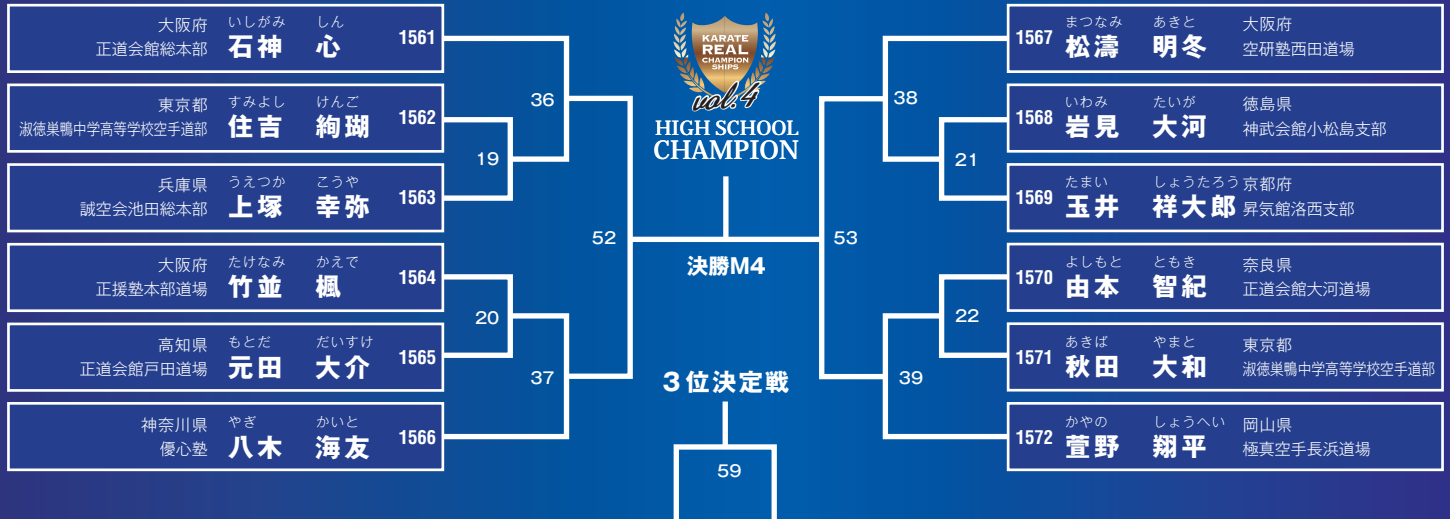 大阪府 いしがみ しん
正道会館総本部 石神 心 1561
東京都 すみよし けんご
淑徳巣鴨中学高等学校空手道部 住吉 絢瑚 1562
兵庫県 うえつか こうや
誠空会池田総本部 上塚 幸弥 1563
大阪府 たけなみ かえで
正援塾本部道場 竹並 楓 1564
高知県 もとだ だいすけ
正道会館戸田道場 元田 大介 1565
神奈川県 やぎ かいと
優心塾 八木 海友 1566
36
19
20
37
52
KARATE
REAL
CHAMPION
SHIPS
vol.4
HIGH SCHOOL
CHAMPION
決勝M4
3位決定戦
59
53
38
21
22
39
まつなみ あきと 大阪府
1567 松濤 明冬 空研塾西田道場
いわみ たいが 徳島県
1568 岩見 大河 神武会館小松島支部
たまい しょうたろう 京都府
1569 玉井 祥大郎 昇気館洛西支部
よしもと ともき 奈良県
1570 由本 智紀 正道会館大河道場
あきば やまと 東京都
1571 秋田 大和 淑徳巣鴨中学高等学校空手道部
かやの しょうへい 岡山県
1572 萱野 翔平 極真空手長浜道場